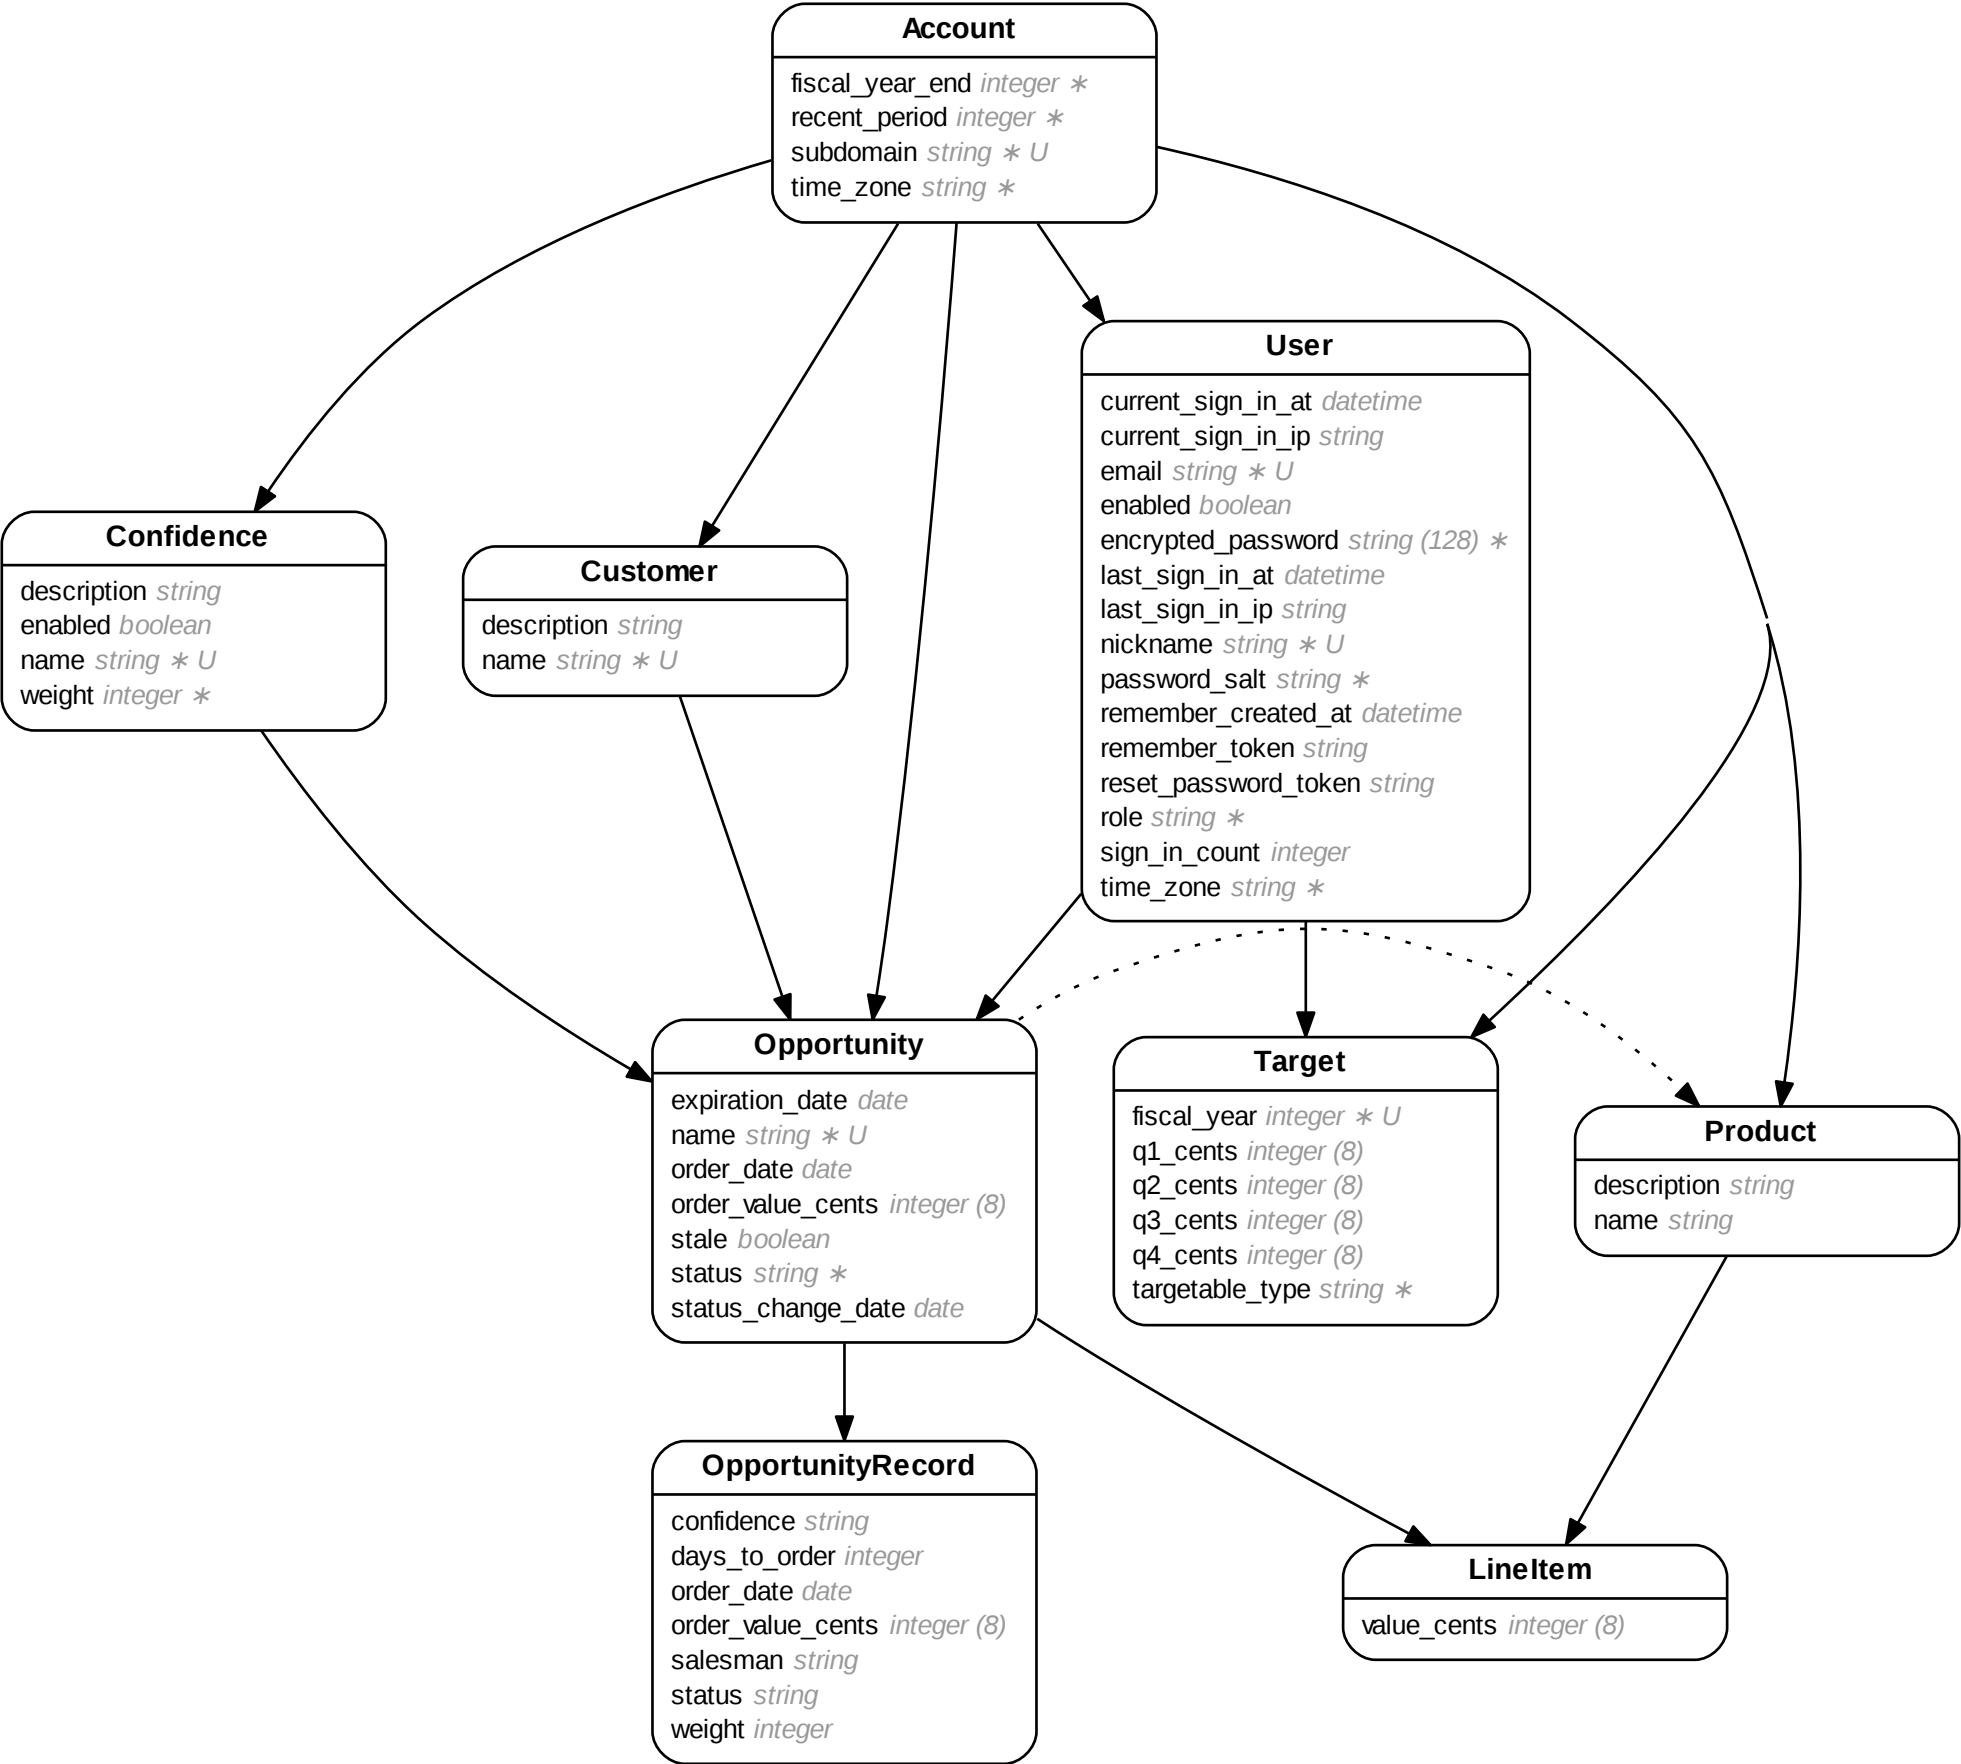 Account
fiscal_year_end integer ∗
recent_period integer ∗
subdomain string ∗ U
time_zone string ∗
User
current_sign_in_at datetime
current_sign_in_ip string
email string ∗ U
enabled boolean
encrypted_password string (128) ∗
last_sign_in_at datetime
last_sign_in_ip string
nickname string ∗ U
password_salt string ∗
remember_created_at datetime
remember_token string
reset_password_token string
role string ∗
sign_in_count integer
time_zone string ∗
Confidence
description string
enabled boolean
name string ∗ U
weight integer ∗
Customer
description string
name string ∗ U
Opportunity
expiration_date date
name string ∗ U
order_date date
order_value_cents integer (8)
stale boolean
status string ∗
status_change_date date
Target
fiscal_year integer ∗ U
q1_cents integer (8)
q2_cents integer (8)
q3_cents integer (8)
q4_cents integer (8)
targetable_type string ∗
Product
description string
name string
OpportunityRecord
confidence string
days_to_order integer
order_date date
order_value_cents integer (8)
salesman string
status string
weight integer
LineItem
value_cents integer (8)